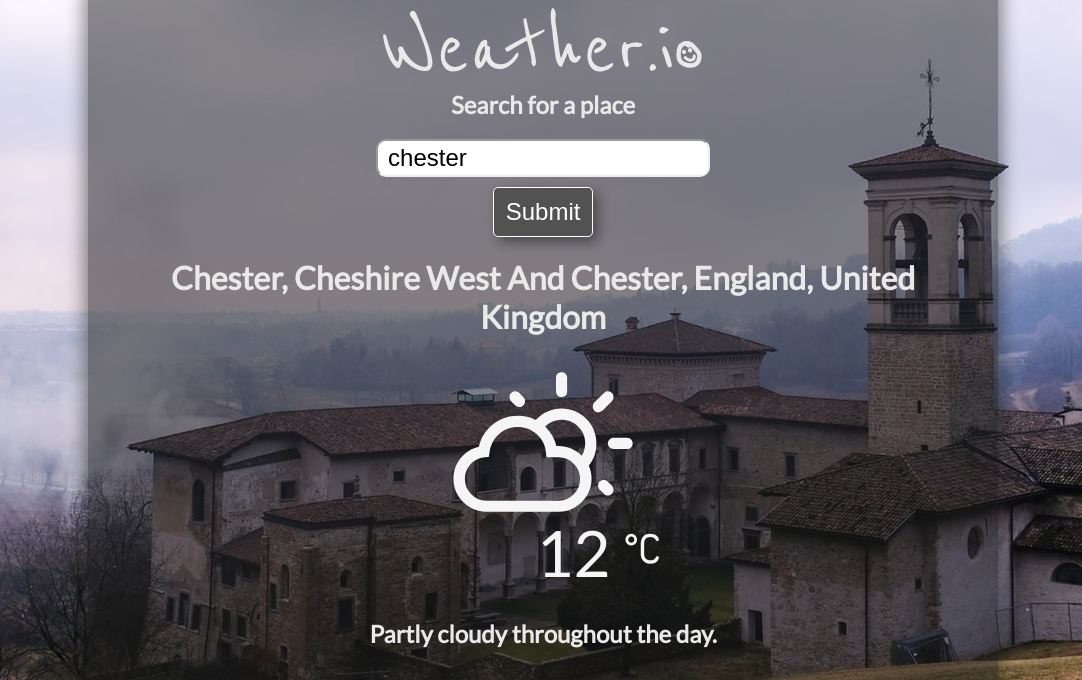 Weather.io
Search for a place
chester
Submit
Chester, Cheshire West And Chester, England, United
Kingdom
12 °C
Partly cloudy throughout the day.